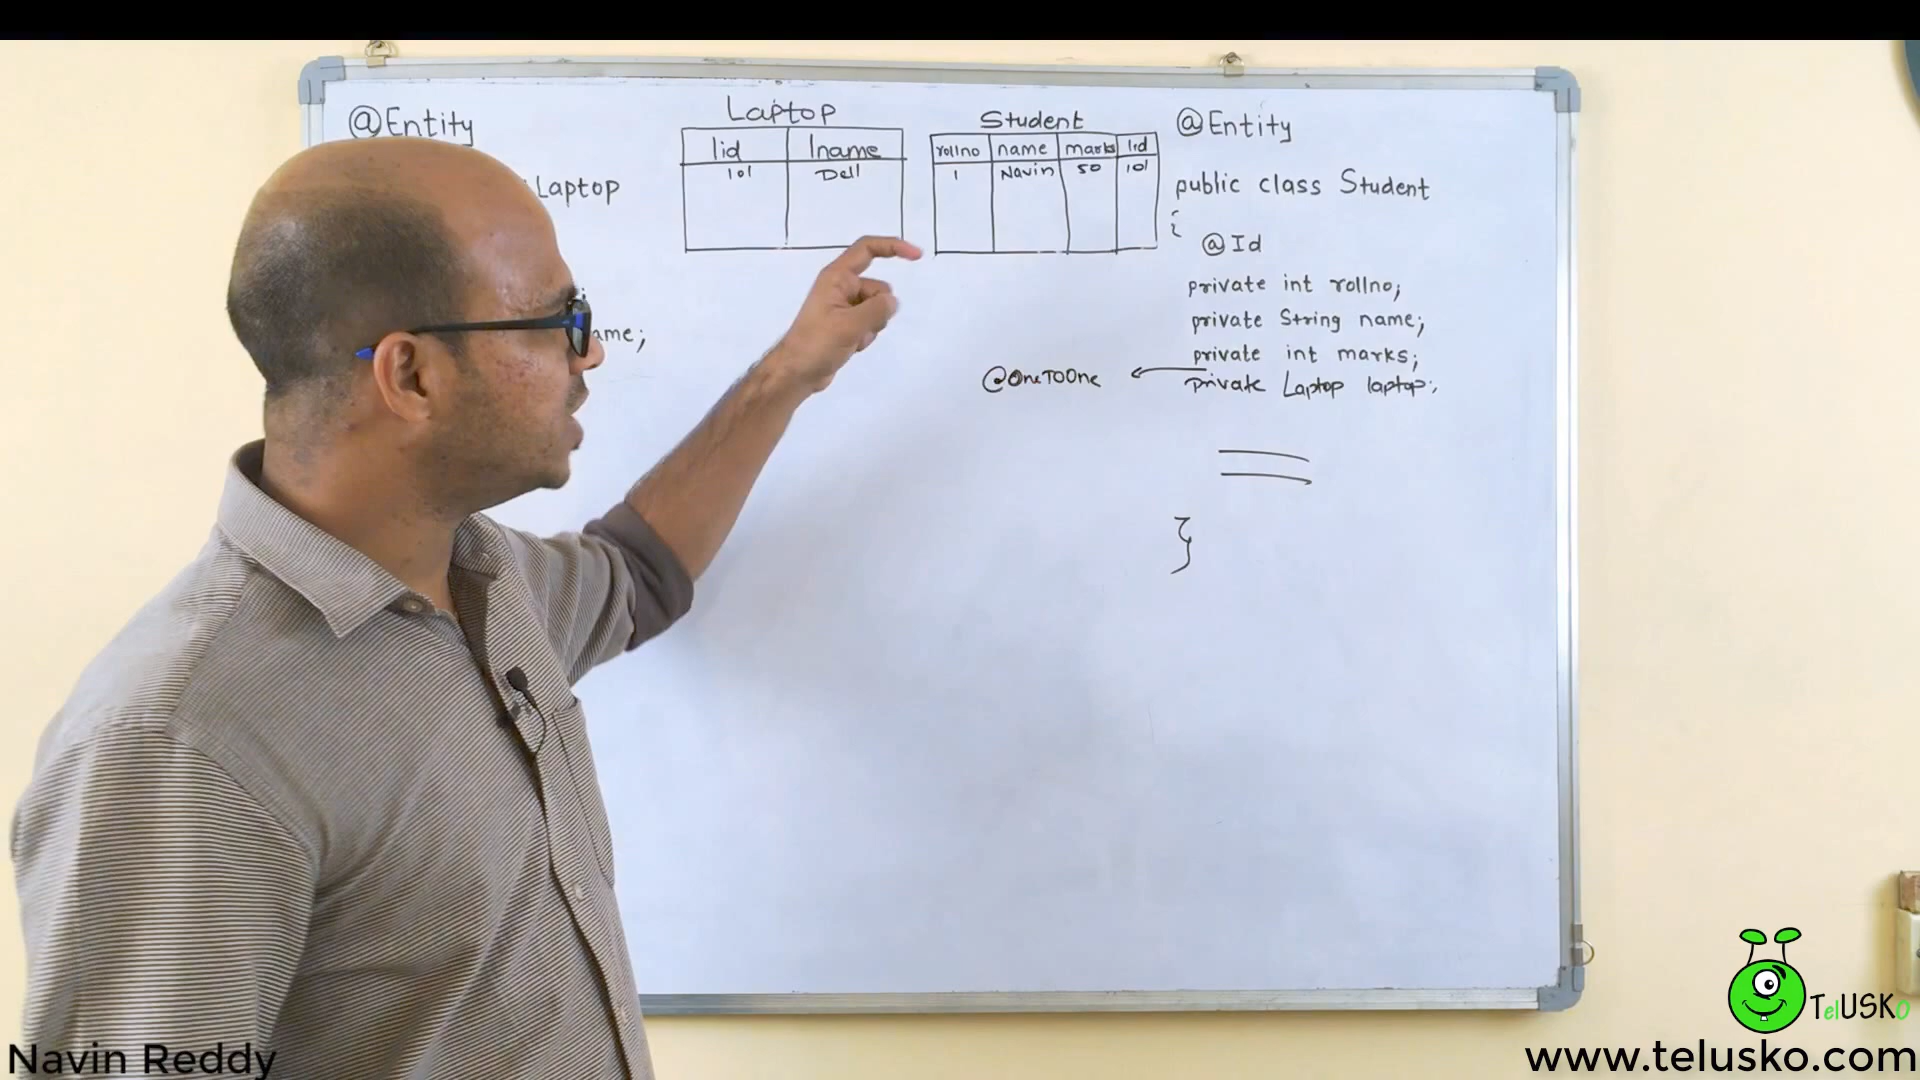 @Entity
Laptop
ame;
Laptop
lid lname
101 Dell
Student
rollno name marks lid
1 Navin 50 101
@Entity
public class Student
{
@Id
private int rollno;
private String name;
private int marks;
@OneToOne private Laptop laptop;
}
TelUSKO
Navin Reddy
www.telusko.com